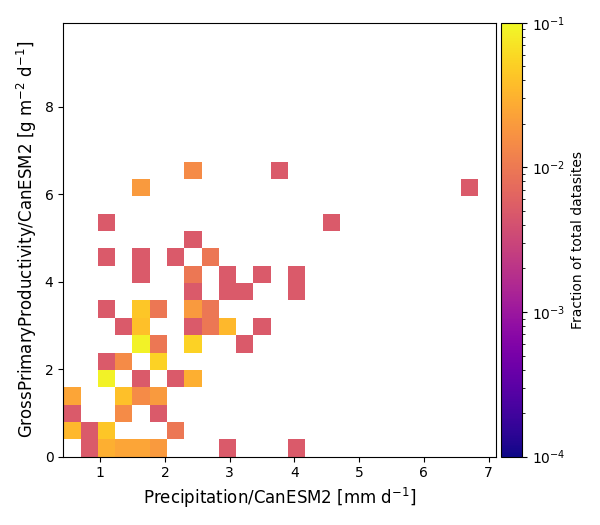 GrossPrimaryProductivity/CanESM2 [g m⁻² d⁻¹]
8
6
4
2
0
1 2 3 4 5 6 7
Precipitation/CanESM2 [mm d⁻¹]
10⁻¹
10⁻²
10⁻³
10⁻⁴
Fraction of total datasites